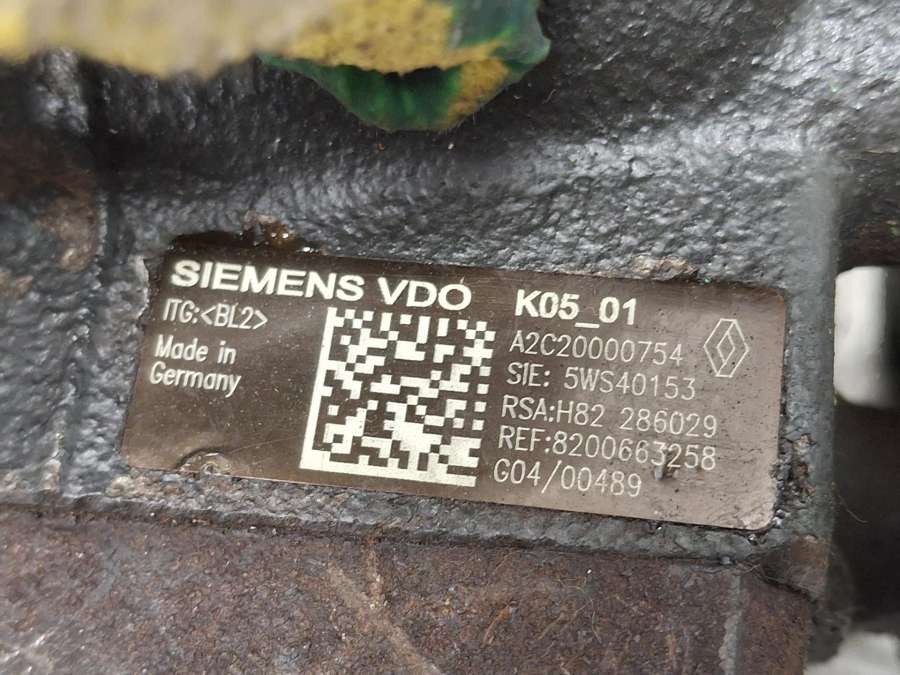 SIEMENS VDO
ITG:<BL2>
Made in
Germany
K05_01
A2C20000754
SIE: 5WS40153
RSA:H82 286029
REF:8200663258
G04/00489